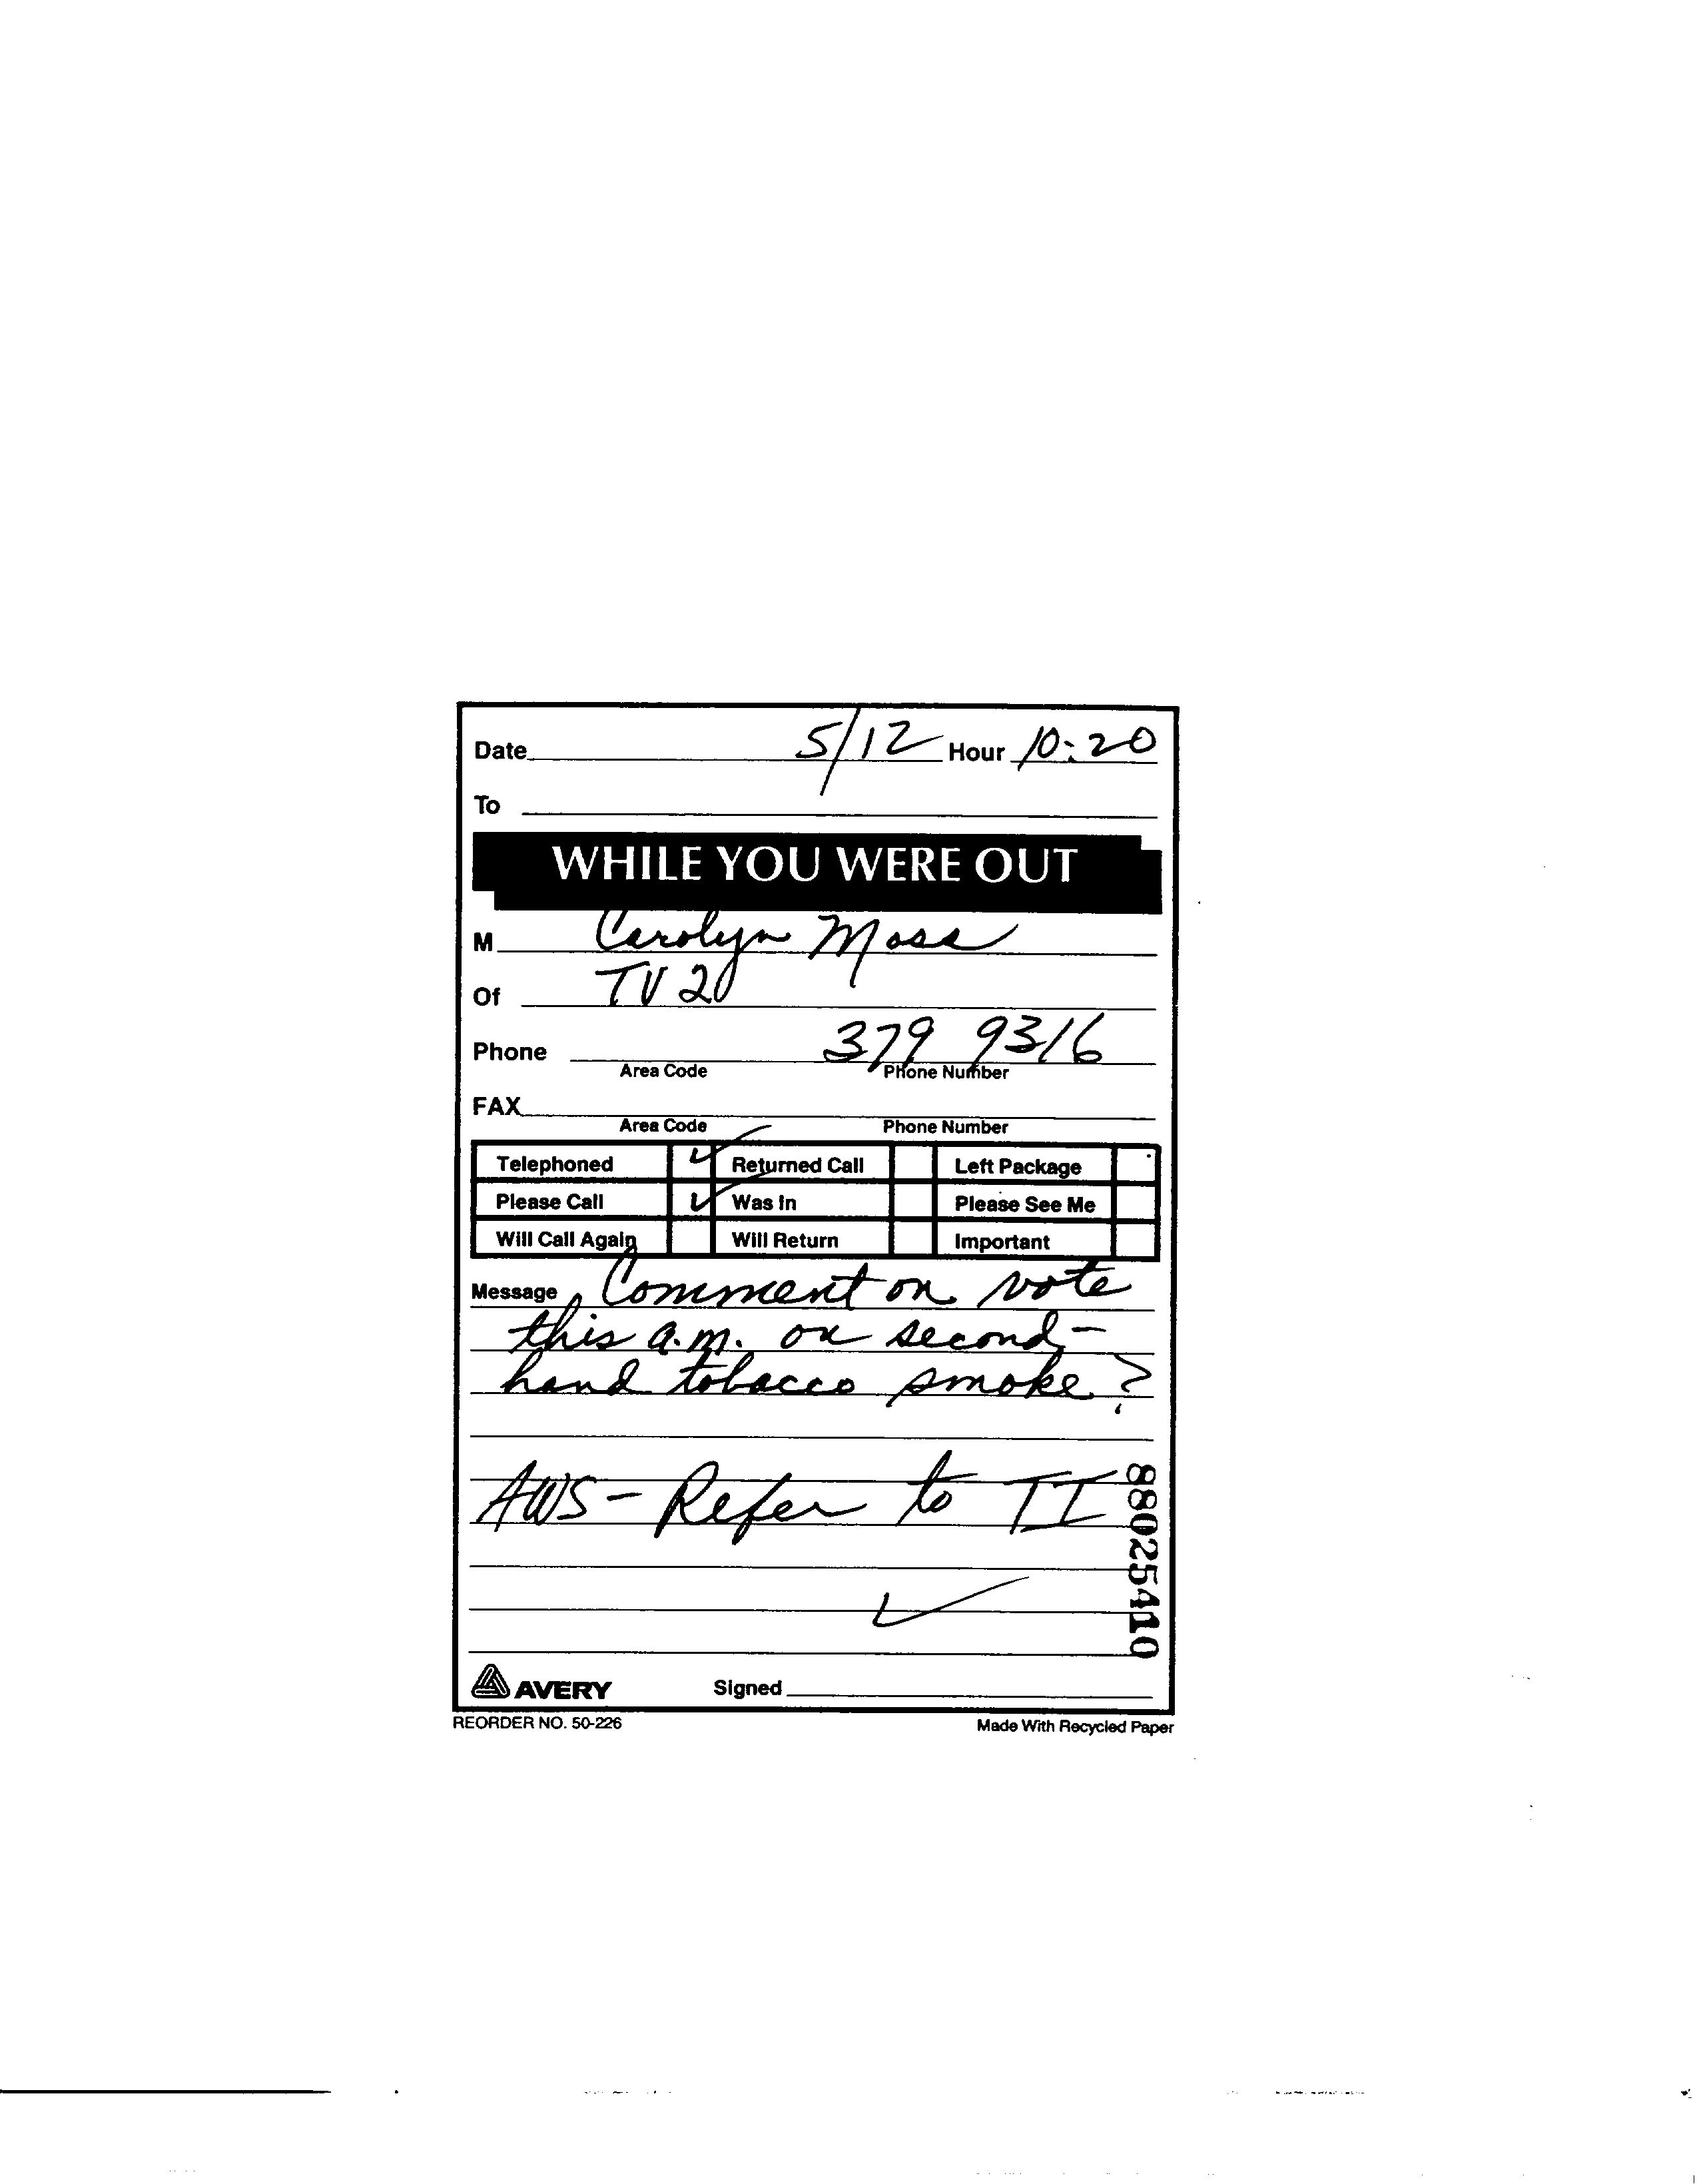 Date 5/12 Hour 10:20
To
WHILE YOU WERE OUT
M Carolyn Moss
Of TV 20
Phone 379 9316
Area Code Phone Number
FAX
Area Code Phone Number
Telephoned ✓ Returned Call Left Package
Please Call ✓ Was In Please See Me
Will Call Again Will Return Important
Message Comment on vote
this a.m. on second-
hand tobacco smoke?
AWS - Refer to TI
✓
88025410
AVERY Signed
REORDER NO. 50-226 Made With Recycled Paper